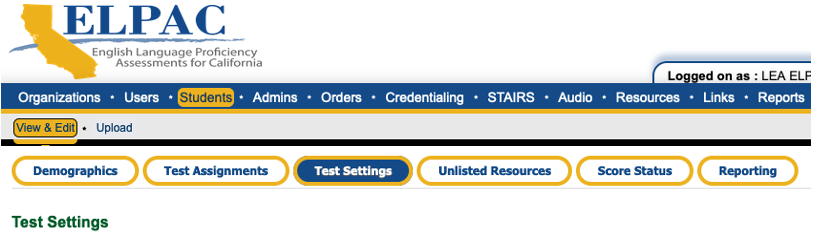 ELPAC
English Language Proficiency
Assessments for California
Logged on as : LEA ELP
Organizations • Users • Students • Admins • Orders • Credentialing • STAIRS • Audio • Resources • Links • Reports
View & Edit • Upload
Demographics Test Assignments Test Settings Unlisted Resources Score Status Reporting
Test Settings